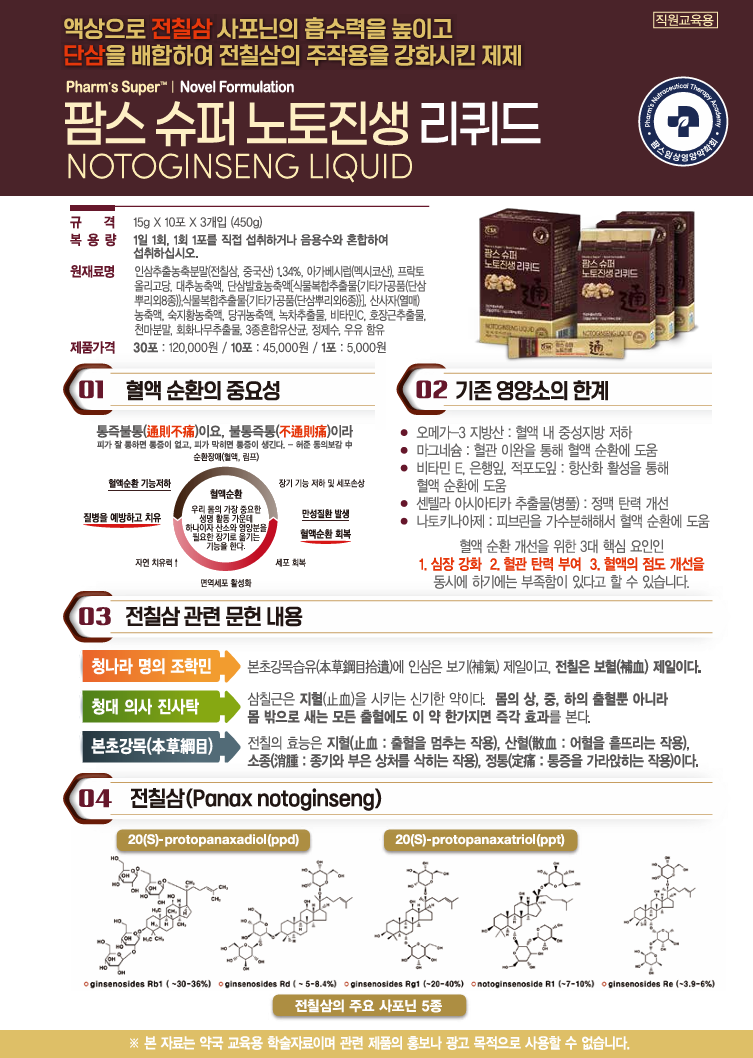 직원교육용
액상으로 전칠삼 사포닌의 흡수력을 높이고
단삼을 배합하여 전칠삼의 주작용을 강화시킨 제제
Pharm's Super™ | Novel Formulation
팜스 슈퍼 노토진생 리퀴드
NOTOGINSENG LIQUID
Pharm's Nutraceutical Therapy Academy
팜스임상영양약학회
규 격 15g X 10포 X 3개입 (450g)
복 용 량 1일 1회, 1회 1포를 직접 섭취하거나 음용수와 혼합하여
섭취하십시오.
원재료명 인삼추출농축분말(전칠삼, 중국산) 1.34%, 아가베시럽(멕시코산), 프락토
올리고당, 대추농축액, 단삼발효농축액[식물복합추출물{기타가공품(단삼
뿌리외8종)};식물복합추출물{기타가공품(단삼뿌리외6종)}], 산사자(열매)
농축액, 숙지황농축액, 당귀농축액, 녹차추출물, 비타민C, 호장근추출물,
천마분말, 회화나무추출물, 3종혼합유산균, 정제수, 우유 함유
제품가격 30포 : 120,000원 / 10포 : 45,000원 / 1포 : 5,000원
팜스 슈퍼
노토진생 리퀴드
NOTOGINSENG LIQUID
팜스 슈퍼
노토진생 리퀴드
팜스 슈퍼
노토진생
通
01 혈액 순환의 중요성
통즉불통(通則不痛)이요, 불통즉통(不通則痛)이라
피가 잘 통하면 통증이 없고, 피가 막히면 통증이 생긴다. - 허준 동의보감 中
순환장애(혈액, 림프)
혈액순환 기능저하
장기 기능 저하 및 세포손상
혈액순환
우리 몸의 가장 중요한
생명 활동 가운데
하나이자 산소와 영양분을
필요한 장기로 옮기는
기능을 한다.
질병을 예방하고 치유
만성질환 발생
혈액순환 회복
자연 치유력↑
세포 회복
면역세포 활성화
02 기존 영양소의 한계
● 오메가-3 지방산 : 혈액 내 중성지방 저하
● 마그네슘 : 혈관 이완을 통해 혈액 순환에 도움
● 비타민 E, 은행잎, 적포도잎 : 항산화 활성을 통해
혈액 순환에 도움
● 센텔라 아시아티카 추출물(병풀) : 정맥 탄력 개선
● 나토키나아제 : 피브린을 가수분해해서 혈액 순환에 도움
혈액 순환 개선을 위한 3대 핵심 요인인
1. 심장 강화 2. 혈관 탄력 부여 3. 혈액의 점도 개선을
동시에 하기에는 부족함이 있다고 할 수 있습니다.
03 전칠삼 관련 문헌 내용
청나라 명의 조학민 본초강목습유(本草鋼目拾遺)에 인삼은 보기(補氣) 제일이고, 전칠은 보혈(補血) 제일이다.
청대 의사 진사탁 삼칠근은 지혈(止血)을 시키는 신기한 약이다. 몸의 상, 중, 하의 출혈뿐 아니라
몸 밖으로 새는 모든 출혈에도 이 약 한가지면 즉각 효과를 본다.
본초강목(本草綱目) 전칠의 효능은 지혈(止血 : 출혈을 멈추는 작용), 산혈(散血 : 어혈을 흩뜨리는 작용),
소종(消腫 : 종기와 부은 상처를 삭히는 작용), 정통(定痛 : 통증을 가라앉히는 작용)이다.
04 전칠삼(Panax notoginseng)
20(S)-protopanaxadiol(ppd)
20(S)-protopanaxatriol(ppt)
ginsenosides Rb1 ( ~30-36%)
ginsenosides Rd ( ~ 5-8.4%)
ginsenosides Rg1 (~20-40%)
notoginsenoside R1 (~7-10%)
ginsenosides Re (~3.9-6%)
전칠삼의 주요 사포닌 5종
※ 본 자료는 약국 교육용 학술자료이며 관련 제품의 홍보나 광고 목적으로 사용할 수 없습니다.